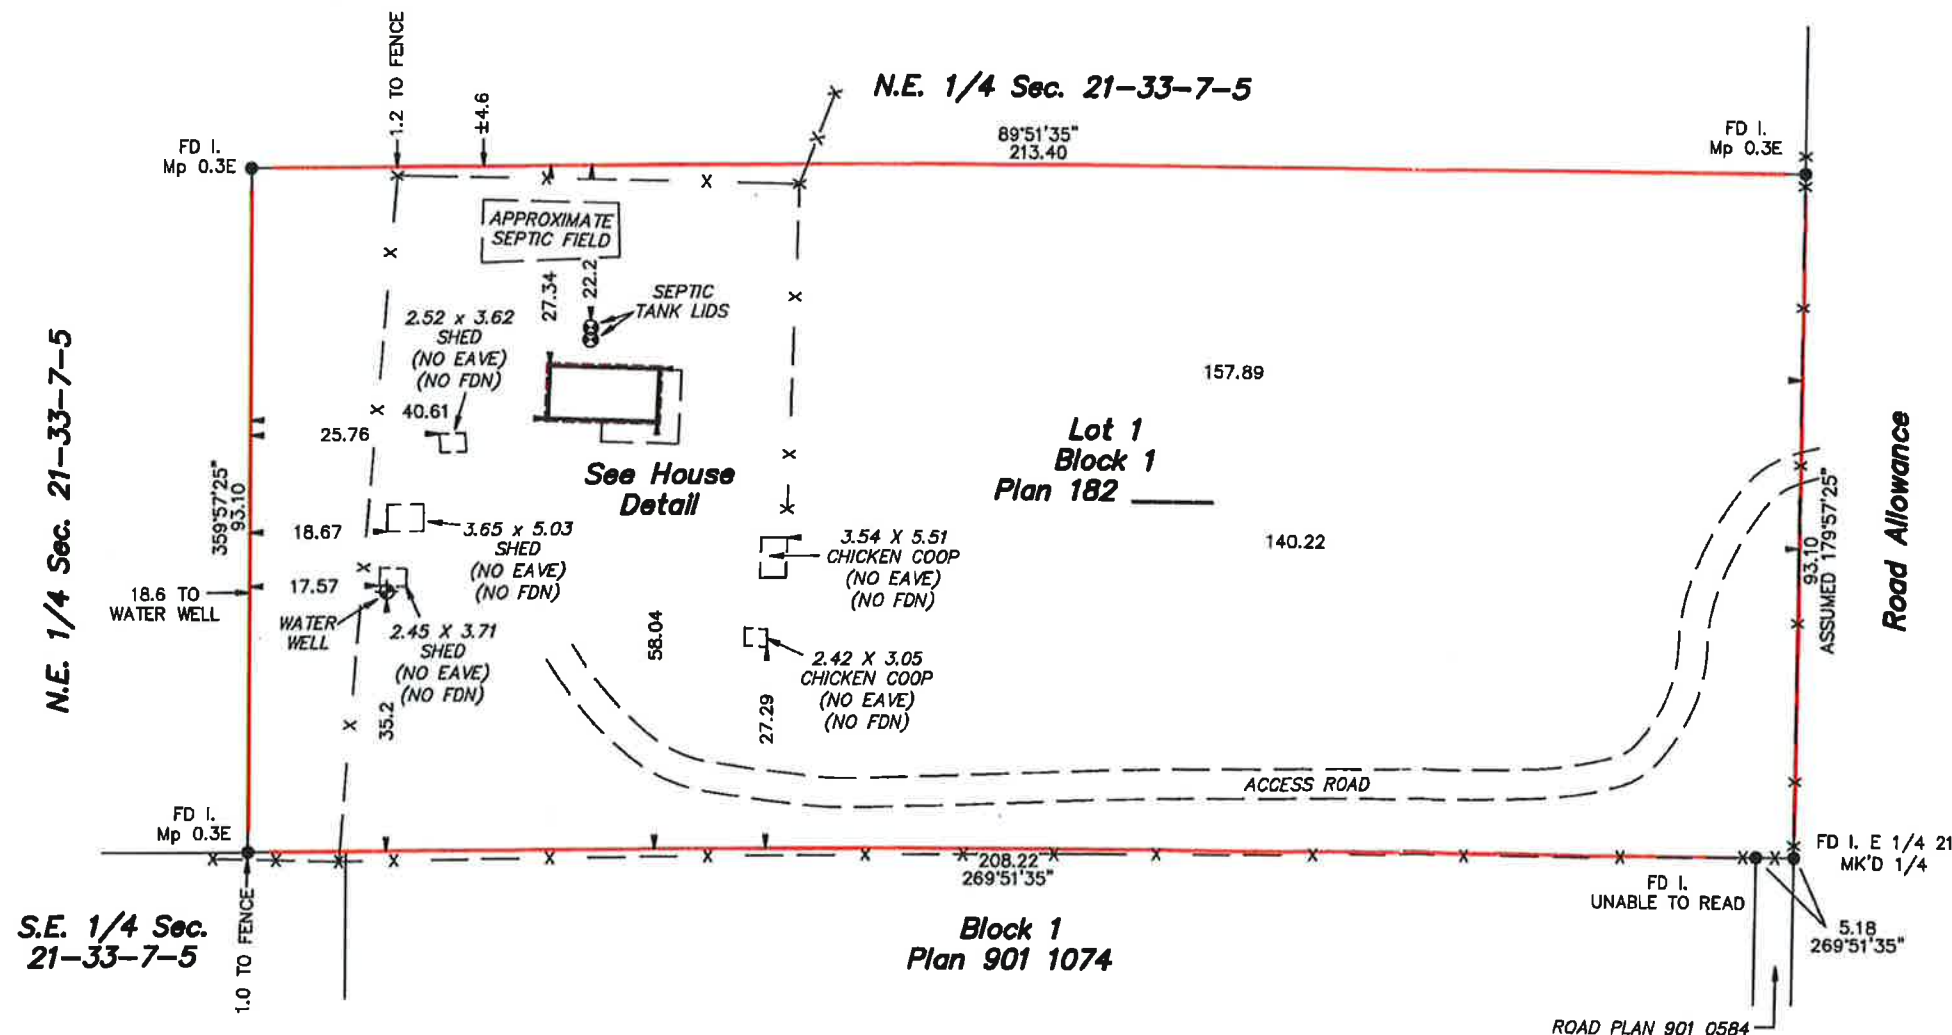 1.2 TO FENCE
±4.6
N.E. 1/4 Sec. 21-33-7-5
FD I.
Mp 0.3E
89°51'35"
213.40
FD I.
Mp 0.3E
APPROXIMATE
SEPTIC FIELD
27.34
22.2
SEPTIC
TANK LIDS
2.52 x 3.62
SHED
(NO EAVE)
(NO FDN)
40.61
25.76
N.E. 1/4 Sec. 21-33-7-5
359°57'25"
93.10
See House
Detail
157.89
Lot 1
Block 1
Plan 182
Road Allowance
93.10
ASSUMED 179°57'25"
18.67
3.65 x 5.03
SHED
(NO EAVE)
(NO FDN)
3.54 X 5.51
CHICKEN COOP
(NO EAVE)
(NO FDN)
140.22
18.6 TO
WATER WELL
17.57
WATER
WELL
2.45 X 3.71
SHED
(NO EAVE)
(NO FDN)
35.2
58.04
2.42 X 3.05
CHICKEN COOP
(NO EAVE)
(NO FDN)
27.29
ACCESS ROAD
FD I.
Mp 0.3E
208.22
269°51'35"
FD I. E 1/4 21
MK'D 1/4
FD I.
UNABLE TO READ
5.18
269°51'35"
S.E. 1/4 Sec.
21-33-7-5
1.0 TO FENCE
Block 1
Plan 901 1074
ROAD PLAN 901 0584